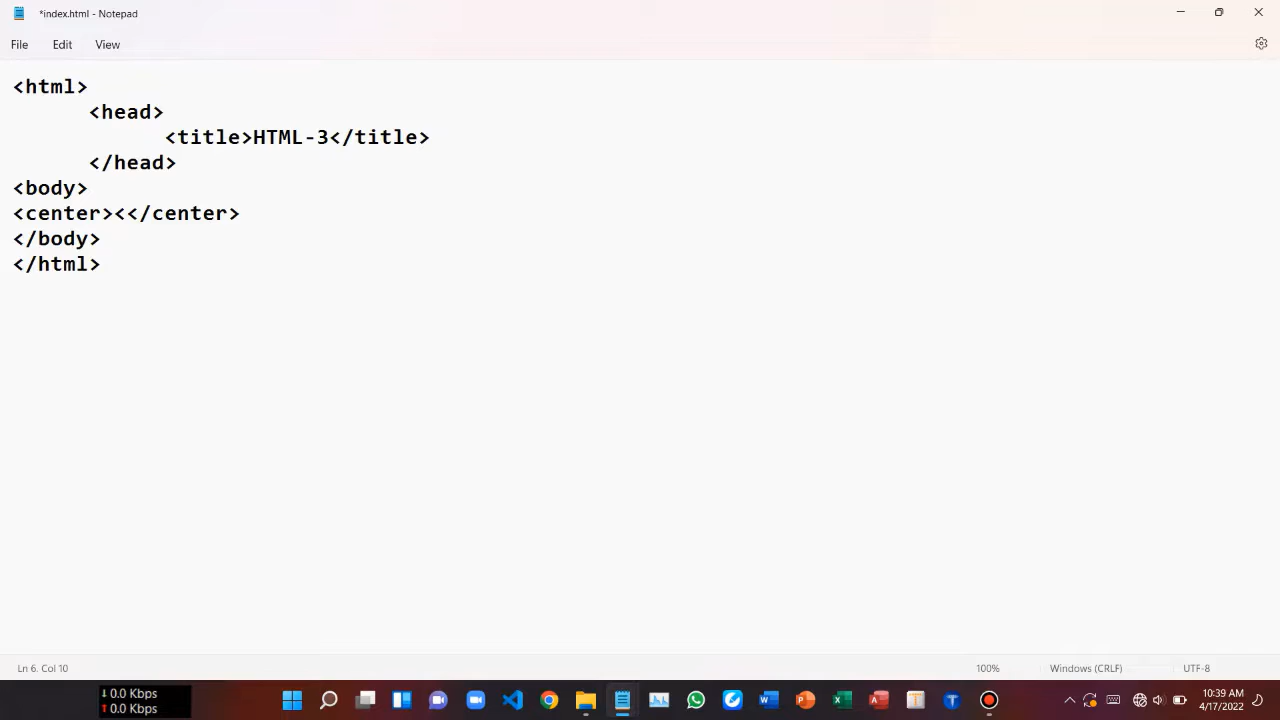 *index.html - Notepad
File Edit View
<html>
<head>
<title>HTML-3</title>
</head>
<body>
<center><</center>
</body>
</html>
Ln 6. Col 10
100%
Windows (CRLF)
UTF-8
↓ 0.0 Kbps
↑ 0.0 Kbps
10:39 AM
4/17/2022